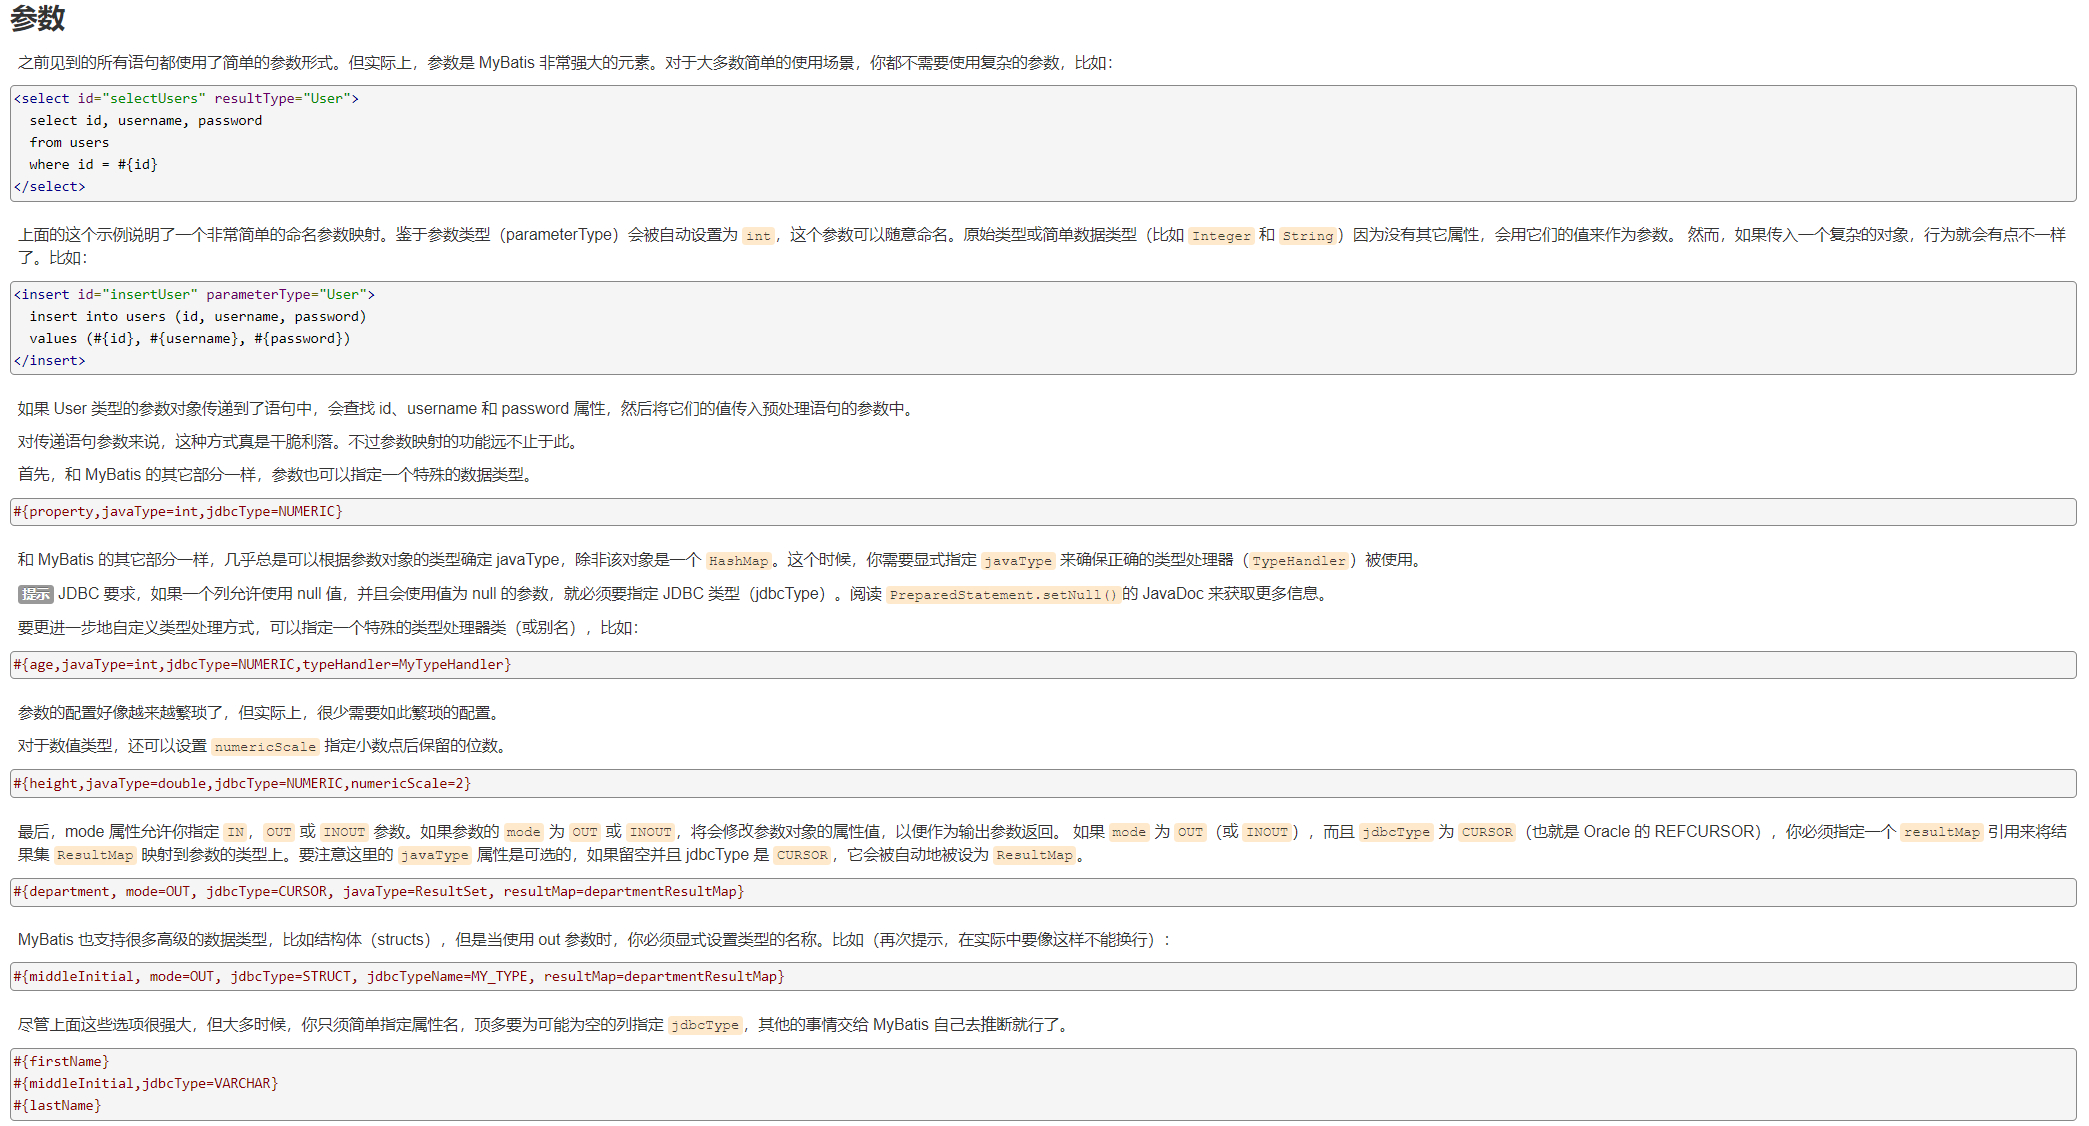 参数
之前见到的所有语句都使用了简单的参数形式。但实际上，参数是 MyBatis 非常强大的元素。对于大多数简单的使用场景，你都不需要使用复杂的参数，比如：
<select id="selectUsers" resultType="User">
  select id, username, password
  from users
  where id = #{id}
</select>
上面的这个示例说明了一个非常简单的命名参数映射。鉴于参数类型（parameterType）会被自动设置为 int，这个参数可以随意命名。原始类型或简单数据类型（比如 Integer 和 String）因为没有其它属性，会用它们的值来作为参数。 然而，如果传入一个复杂的对象，行为就会有点不一样
了。比如：
<insert id="insertUser" parameterType="User">
  insert into users (id, username, password)
  values (#{id}, #{username}, #{password})
</insert>
如果 User 类型的参数对象传递到了语句中，会查找 id、username 和 password 属性，然后将它们的值传入预处理语句的参数中。
对传递语句参数来说，这种方式真是干脆利落。不过参数映射的功能远不止于此。
首先，和 MyBatis 的其它部分一样，参数也可以指定一个特殊的数据类型。
#{property,javaType=int,jdbcType=NUMERIC}
和 MyBatis 的其它部分一样，几乎总是可以根据参数对象的类型确定 javaType，除非该对象是一个 HashMap。这个时候，你需要显式指定 javaType 来确保正确的类型处理器（TypeHandler）被使用。
提示 JDBC 要求，如果一个列允许使用 null 值，并且会使用值为 null 的参数，就必须要指定 JDBC 类型（jdbcType）。阅读 PreparedStatement.setNull()的 JavaDoc 来获取更多信息。
要更进一步地自定义类型处理方式，可以指定一个特殊的类型处理器类（或别名），比如：
#{age,javaType=int,jdbcType=NUMERIC,typeHandler=MyTypeHandler}
参数的配置好像越来越繁琐了，但实际上，很少需要如此繁琐的配置。
对于数值类型，还可以设置 numericScale 指定小数点后保留的位数。
#{height,javaType=double,jdbcType=NUMERIC,numericScale=2}
最后，mode 属性允许你指定 IN，OUT 或 INOUT 参数。如果参数的 mode 为 OUT 或 INOUT，将会修改参数对象的属性值，以便作为输出参数返回。 如果 mode 为 OUT（或 INOUT），而且 jdbcType 为 CURSOR（也就是 Oracle 的 REFCURSOR），你必须指定一个 resultMap 引用来将结
果集 ResultMap 映射到参数的类型上。要注意这里的 javaType 属性是可选的，如果留空并且 jdbcType 是 CURSOR，它会被自动地被设为 ResultMap。
#{department, mode=OUT, jdbcType=CURSOR, javaType=ResultSet, resultMap=departmentResultMap}
MyBatis 也支持很多高级的数据类型，比如结构体（structs），但是当使用 out 参数时，你必须显式设置类型的名称。比如（再次提示，在实际中要像这样不能换行）：
#{middleInitial, mode=OUT, jdbcType=STRUCT, jdbcTypeName=MY_TYPE, resultMap=departmentResultMap}
尽管上面这些选项很强大，但大多时候，你只须简单指定属性名，顶多要为可能为空的列指定 jdbcType，其他的事情交给 MyBatis 自己去推断就行了。
#{firstName}
#{middleInitial,jdbcType=VARCHAR}
#{lastName}